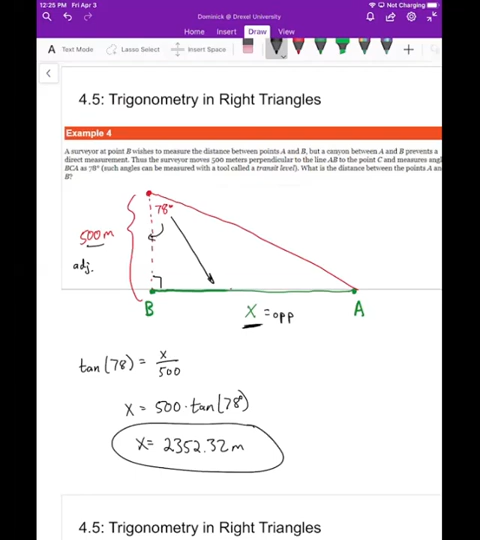 12:25 PM Fri Apr 3
Not Charging
Dominick @ Drexel University
Home Insert Draw View
Text Mode Lasso Select Insert Space
4.5: Trigonometry in Right Triangles
Example 4
A surveyor at point B wishes to measure the distance between points A and B, but a canyon between A and B prevents a
direct measurement. Thus the surveyor moves 500 meters perpendicular to the line AB to the point C and measures angl
BCA as 78° (such angles can be measured with a tool called a transit level). What is the distance between the points A an
B?
78°
500 m
adj.
B
X = opp
A
tan(78) = x/500
x = 500·tan(78°)
x = 2352.32 m
4.5: Trigonometry in Right Triangles